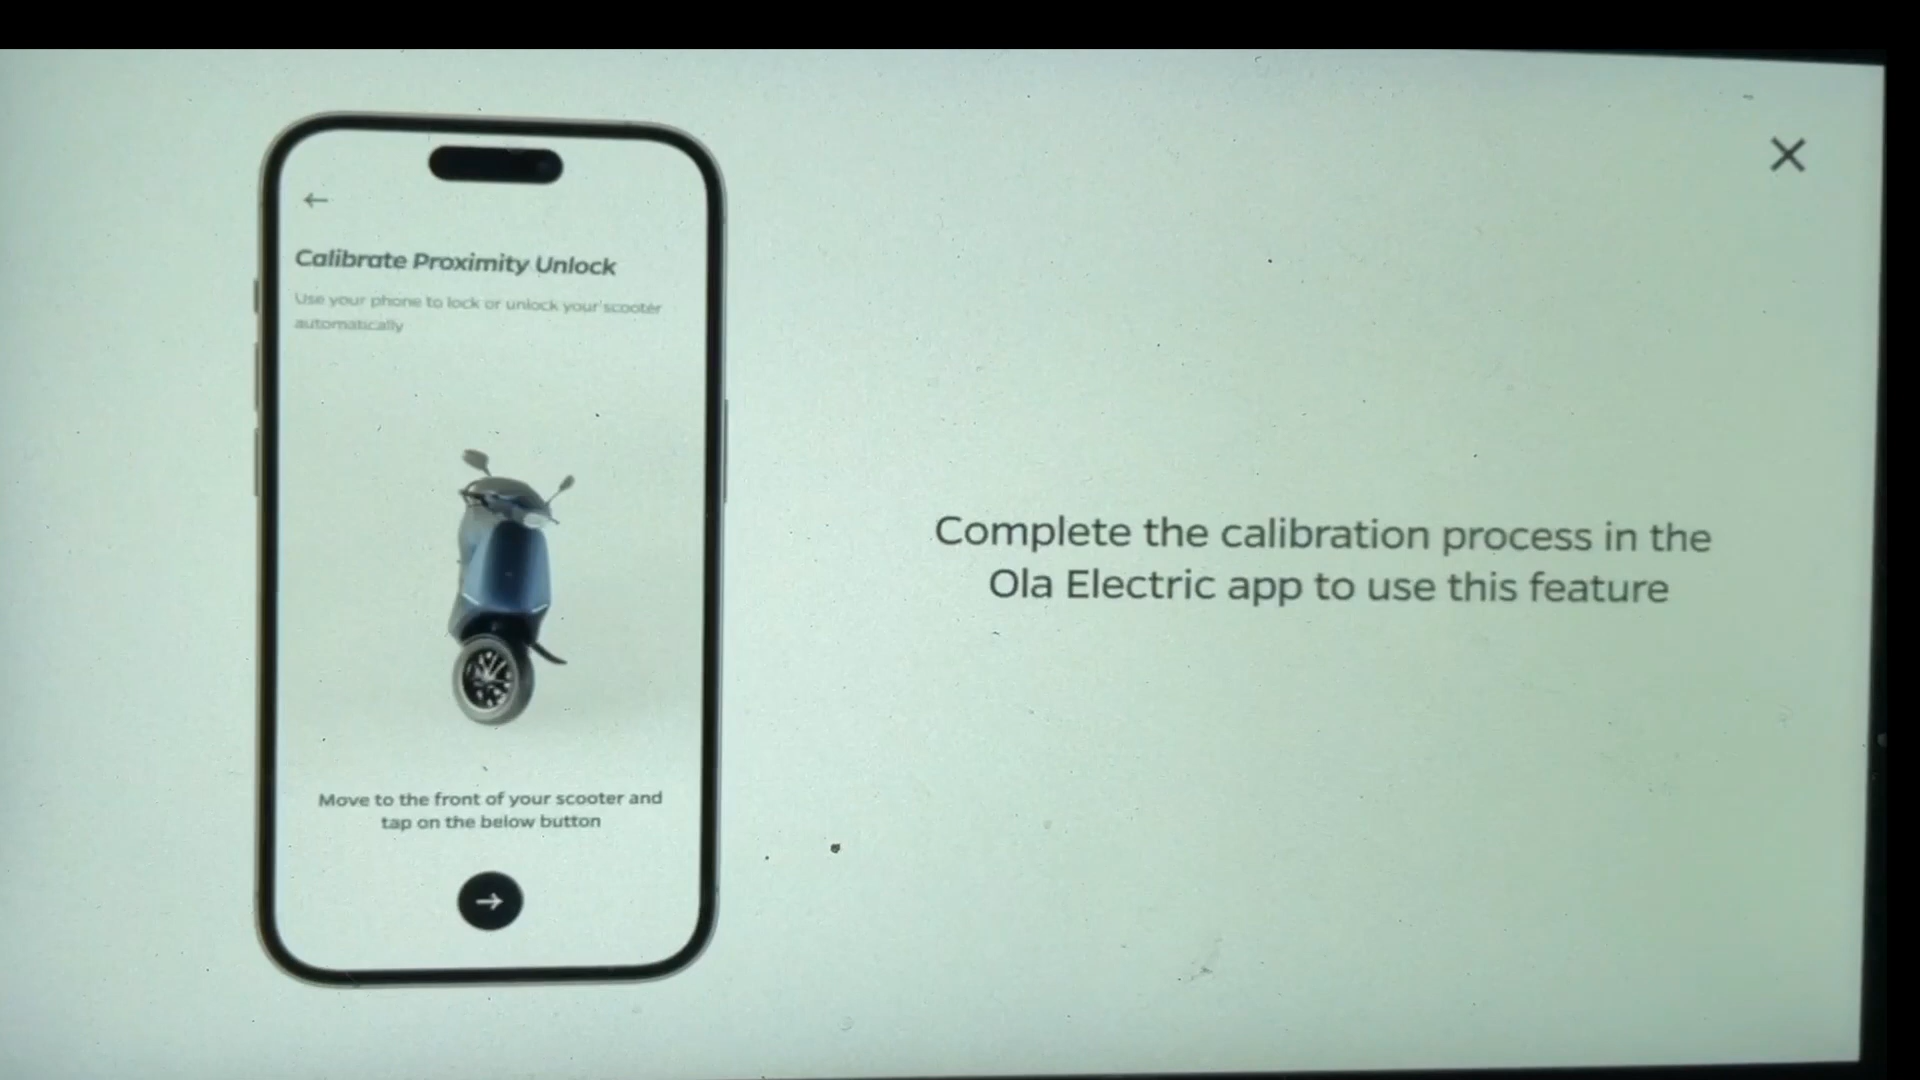 Calibrate Proximity Unlock
Use your phone to lock or unlock your scooter
automatically
Move to the front of your scooter and
tap on the below button
Complete the calibration process in the
Ola Electric app to use this feature